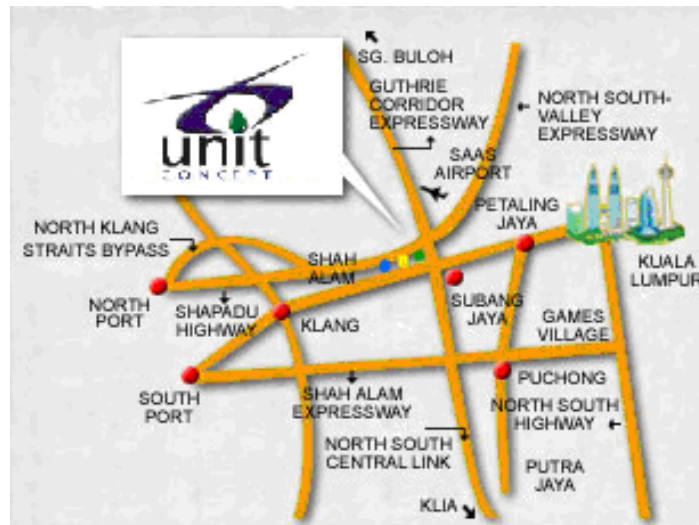 SG. BULOH
GUTHRIE
CORRIDOR
EXPRESSWAY
NORTH SOUTH-
VALLEY
EXPRESSWAY
unit
CONCEPT
SAAS
AIRPORT
PETALING
JAYA
NORTH KLANG
STRAITS BYPASS
SHAH
ALAM
KUALA
LUMPUR
NORTH
PORT
SHAPADU
HIGHWAY
KLANG
SUBANG
JAYA
GAMES
VILLAGE
SOUTH
PORT
SHAH ALAM
EXPRESSWAY
PUCHONG
NORTH SOUTH
HIGHWAY
NORTH SOUTH
CENTRAL LINK
PUTRA
JAYA
KLIA